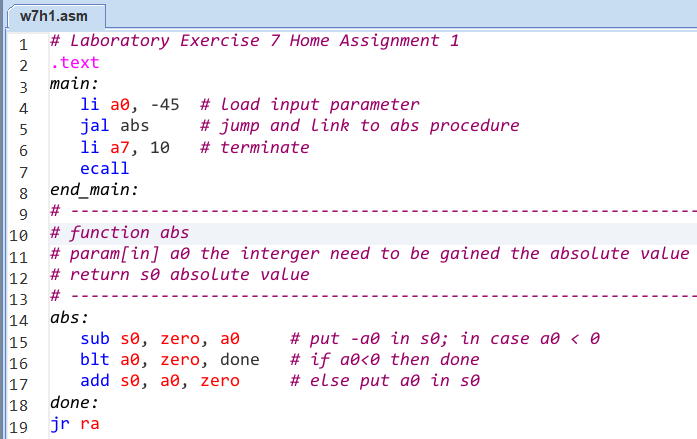 w7h1.asm
1 # Laboratory Exercise 7 Home Assignment 1
2 .text
3 main:
4 li a0, -45 # load input parameter
5 jal abs # jump and link to abs procedure
6 li a7, 10 # terminate
7 ecall
8 end_main:
9 # -----------------------------------------------------------------
10 # function abs
11 # param[in] a0 the interger need to be gained the absolute value
12 # return s0 absolute value
13 # -----------------------------------------------------------------
14 abs:
15 sub s0, zero, a0 # put -a0 in s0; in case a0 < 0
16 blt a0, zero, done # if a0<0 then done
17 add s0, a0, zero # else put a0 in s0
18 done:
19 jr ra